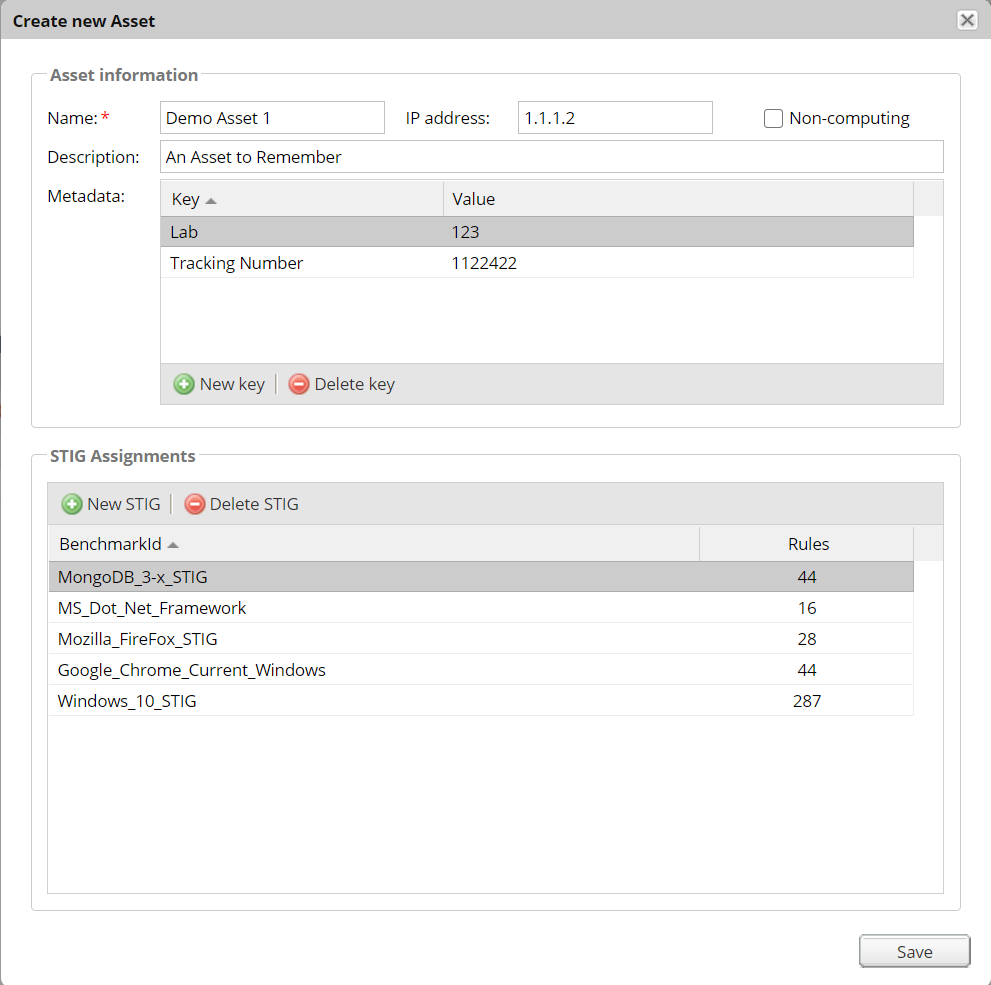 Create new Asset
Asset information
Name: * Demo Asset 1 IP address: 1.1.1.2 Non-computing
Description: An Asset to Remember
Metadata: Key Value
Lab 123
Tracking Number 1122422
New key Delete key
STIG Assignments
New STIG Delete STIG
BenchmarkId Rules
MongoDB_3-x_STIG 44
MS_Dot_Net_Framework 16
Mozilla_FireFox_STIG 28
Google_Chrome_Current_Windows 44
Windows_10_STIG 287
Save